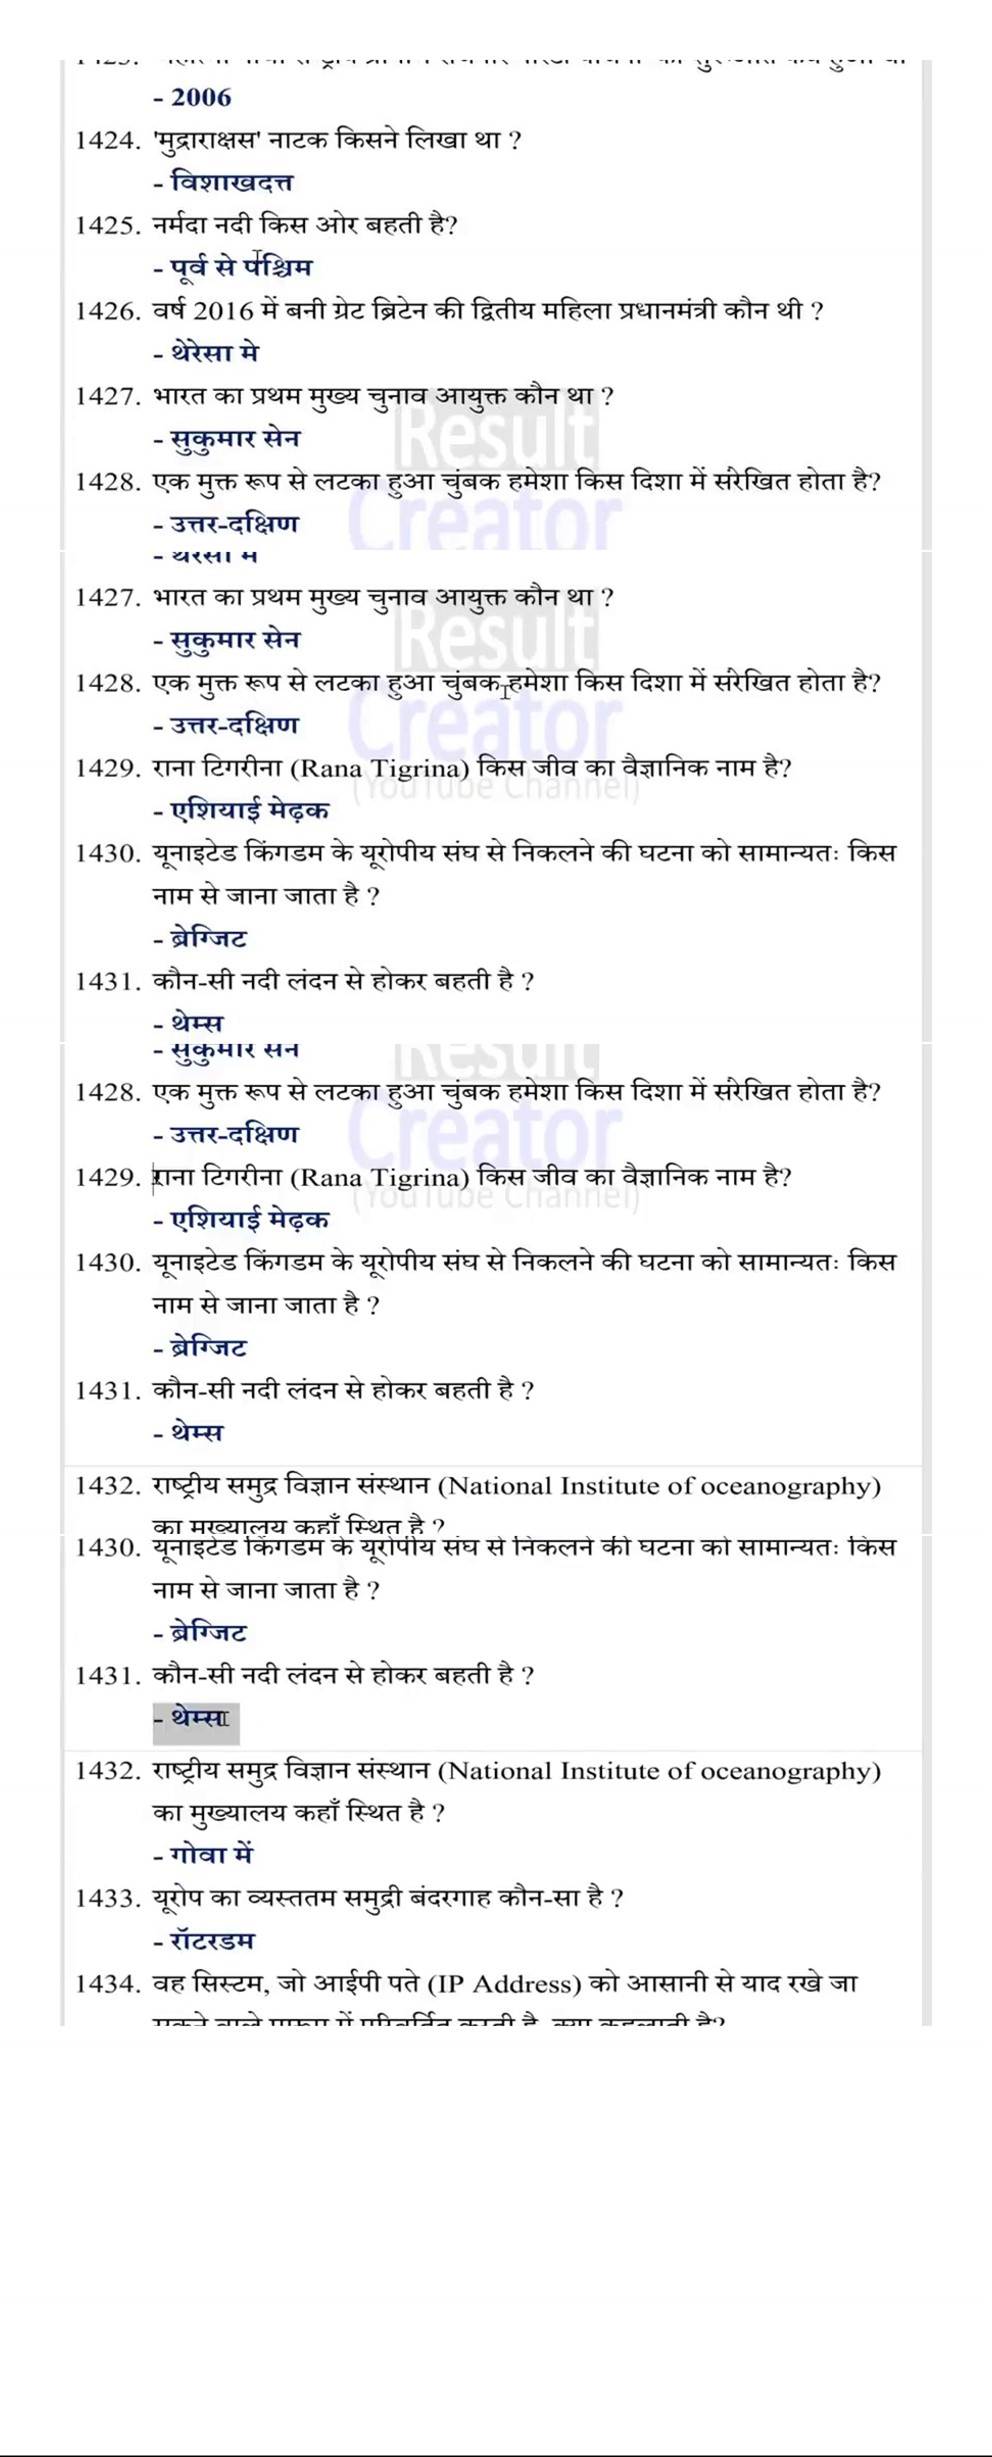 - 2006
1424. 'मुद्राराक्षस' नाटक किसने लिखा था ?
- विशाखदत्त
1425. नर्मदा नदी किस ओर बहती है?
- पूर्व से पश्चिम
1426. वर्ष 2016 में बनी ग्रेट ब्रिटेन की द्वितीय महिला प्रधानमंत्री कौन थी ?
- थेरेसा मे
1427. भारत का प्रथम मुख्य चुनाव आयुक्त कौन था ?
Result
- सुकुमार सेन
1428. एक मुक्त रूप से लटका हुआ चुंबक हमेशा किस दिशा में संरेखित होता है?
Creator
- उत्तर-दक्षिण
- थेरेसा मे
1427. भारत का प्रथम मुख्य चुनाव आयुक्त कौन था ?
Result
- सुकुमार सेन
1428. एक मुक्त रूप से लटका हुआ चुंबक हमेशा किस दिशा में संरेखित होता है?
Creator
- उत्तर-दक्षिण
1429. राना टिगरीना (Rana Tigrina) किस जीव का वैज्ञानिक नाम है?
(YouTube Channel)
- एशियाई मेढ़क
1430. यूनाइटेड किंगडम के यूरोपीय संघ से निकलने की घटना को सामान्यतः किस
नाम से जाना जाता है ?
- ब्रेग्जिट
1431. कौन-सी नदी लंदन से होकर बहती है ?
- थेम्स
- सुकुमार सेन
Result
1428. एक मुक्त रूप से लटका हुआ चुंबक हमेशा किस दिशा में संरेखित होता है?
Creator
- उत्तर-दक्षिण
1429. राना टिगरीना (Rana Tigrina) किस जीव का वैज्ञानिक नाम है?
(YouTube Channel)
- एशियाई मेढ़क
1430. यूनाइटेड किंगडम के यूरोपीय संघ से निकलने की घटना को सामान्यतः किस
नाम से जाना जाता है ?
- ब्रेग्जिट
1431. कौन-सी नदी लंदन से होकर बहती है ?
- थेम्स
1432. राष्ट्रीय समुद्र विज्ञान संस्थान (National Institute of oceanography)
का मुख्यालय कहाँ स्थित है ?
1430. यूनाइटेड किंगडम के यूरोपीय संघ से निकलने की घटना को सामान्यतः किस
नाम से जाना जाता है ?
- ब्रेग्जिट
1431. कौन-सी नदी लंदन से होकर बहती है ?
- थेम्स
1432. राष्ट्रीय समुद्र विज्ञान संस्थान (National Institute of oceanography)
का मुख्यालय कहाँ स्थित है ?
- गोवा में
1433. यूरोप का व्यस्ततम समुद्री बंदरगाह कौन-सा है ?
- रॉटरडम
1434. वह सिस्टम, जो आईपी पते (IP Address) को आसानी से याद रखे जा